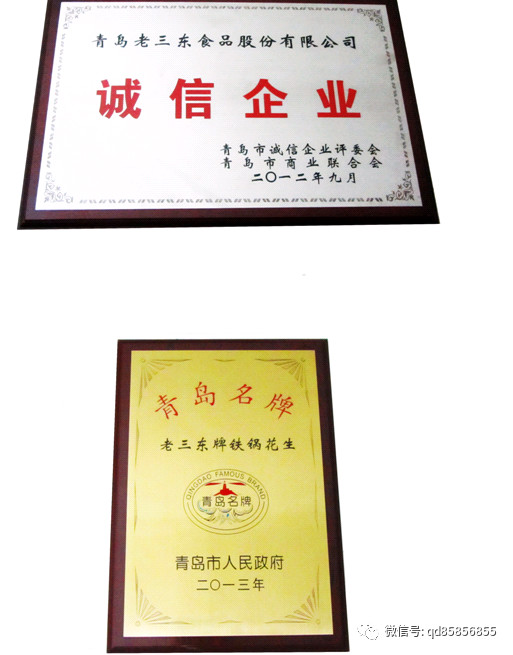 青岛老三东食品股份有限公司
诚信企业
青岛市诚信企业评委会
青岛市商业联合会
二〇一二年九月
青岛名牌
老三东牌铁锅花生
QINGDAO FAMOUS BRAND
青岛名牌
青岛市人民政府
二〇一三年
微信号: qd85856855